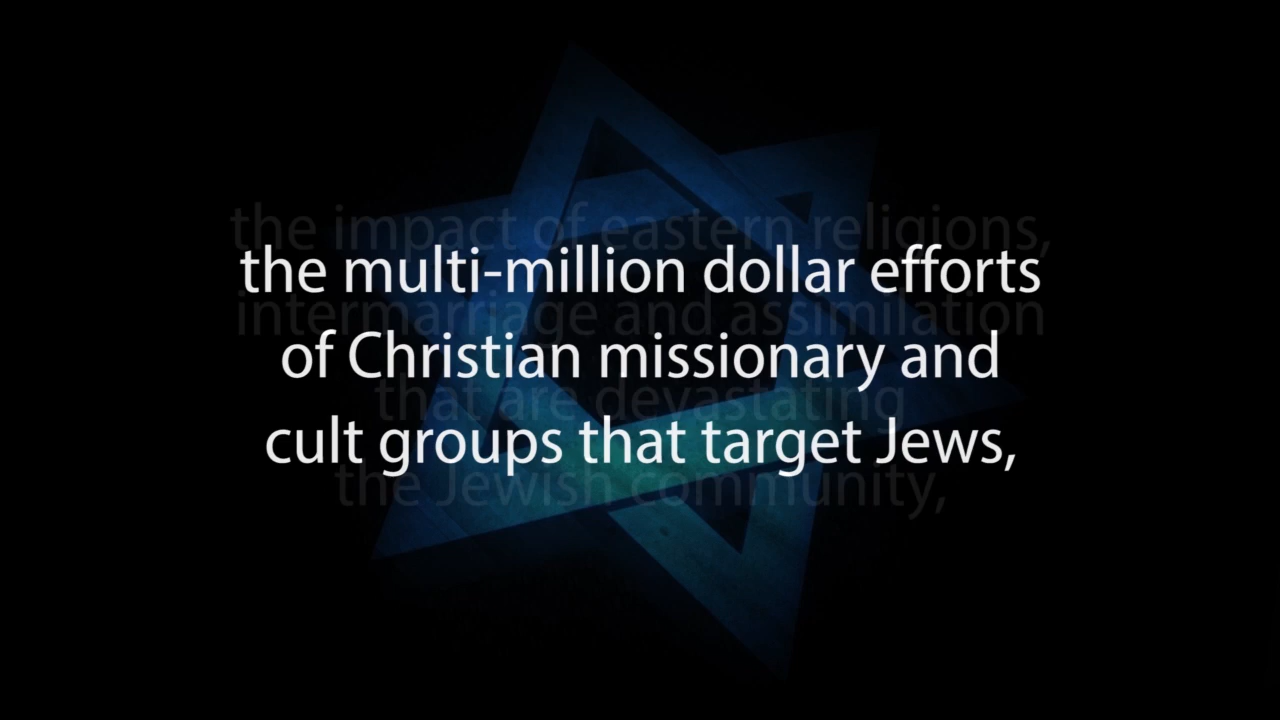 the multi-million dollar efforts
of Christian missionary and
cult groups that target Jews,
the impact of eastern religions,
intermarriage and assimilation
that are devastating
the Jewish community,